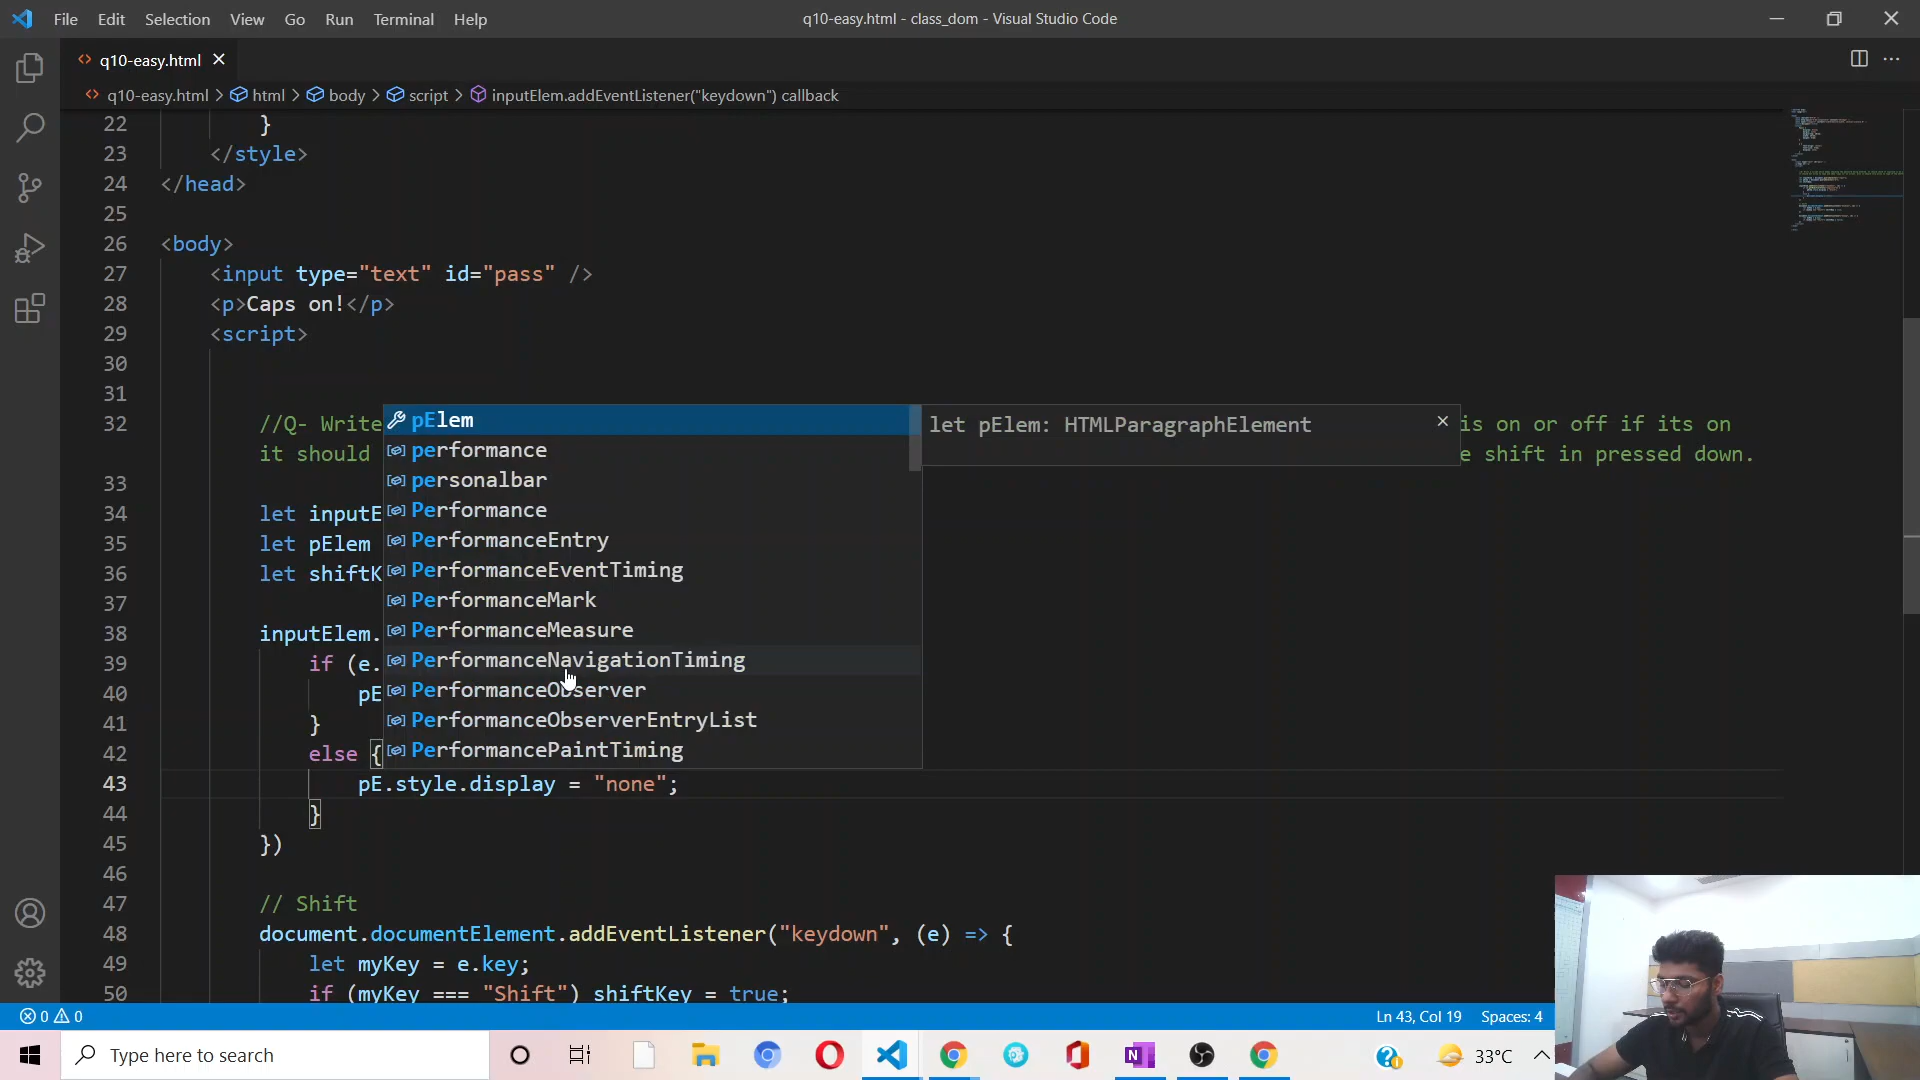 File Edit Selection View Go Run Terminal Help q10-easy.html - class_dom - Visual Studio Code
q10-easy.html
q10-easy.html > html > body > script > inputElem.addEventListener("keydown") callback
22 }
23 </style>
24 </head>
25
26 <body>
27 <input type="text" id="pass" />
28 <p>Caps on!</p>
29 <script>
30
31
32 //Q- Write is on or off if its on
it should e shift in pressed down.
33
34 let inputE
35 let pElem
36 let shiftK
37
38 inputElem.
39 if (e.
40 pE
41 }
42 else {
43 pE.style.display = "none";
44 }
45 })
46
47 // Shift
48 document.documentElement.addEventListener("keydown", (e) => {
49 let myKey = e.key;
50 if (myKey === "Shift") shiftKey = true;
pElem
performance
personalbar
Performance
PerformanceEntry
PerformanceEventTiming
PerformanceMark
PerformanceMeasure
PerformanceNavigationTiming
PerformanceObserver
PerformanceObserverEntryList
PerformancePaintTiming
let pElem: HTMLParagraphElement
0 0 Ln 43, Col 19 Spaces: 4
Type here to search 33°C